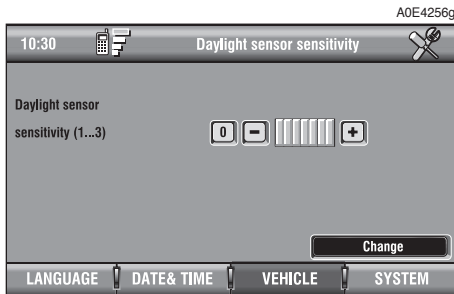 A0E4256g
10:30 Daylight sensor sensitivity
Daylight sensor
sensitivity (1...3)
0 - +
Change
LANGUAGE DATE& TIME VEHICLE SYSTEM